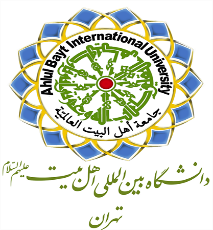 Ahlul Bayt International University
جامعة أهل البيت العالمية
دانشگاه بین المللی اهل بیت علیهم السلام
تهران